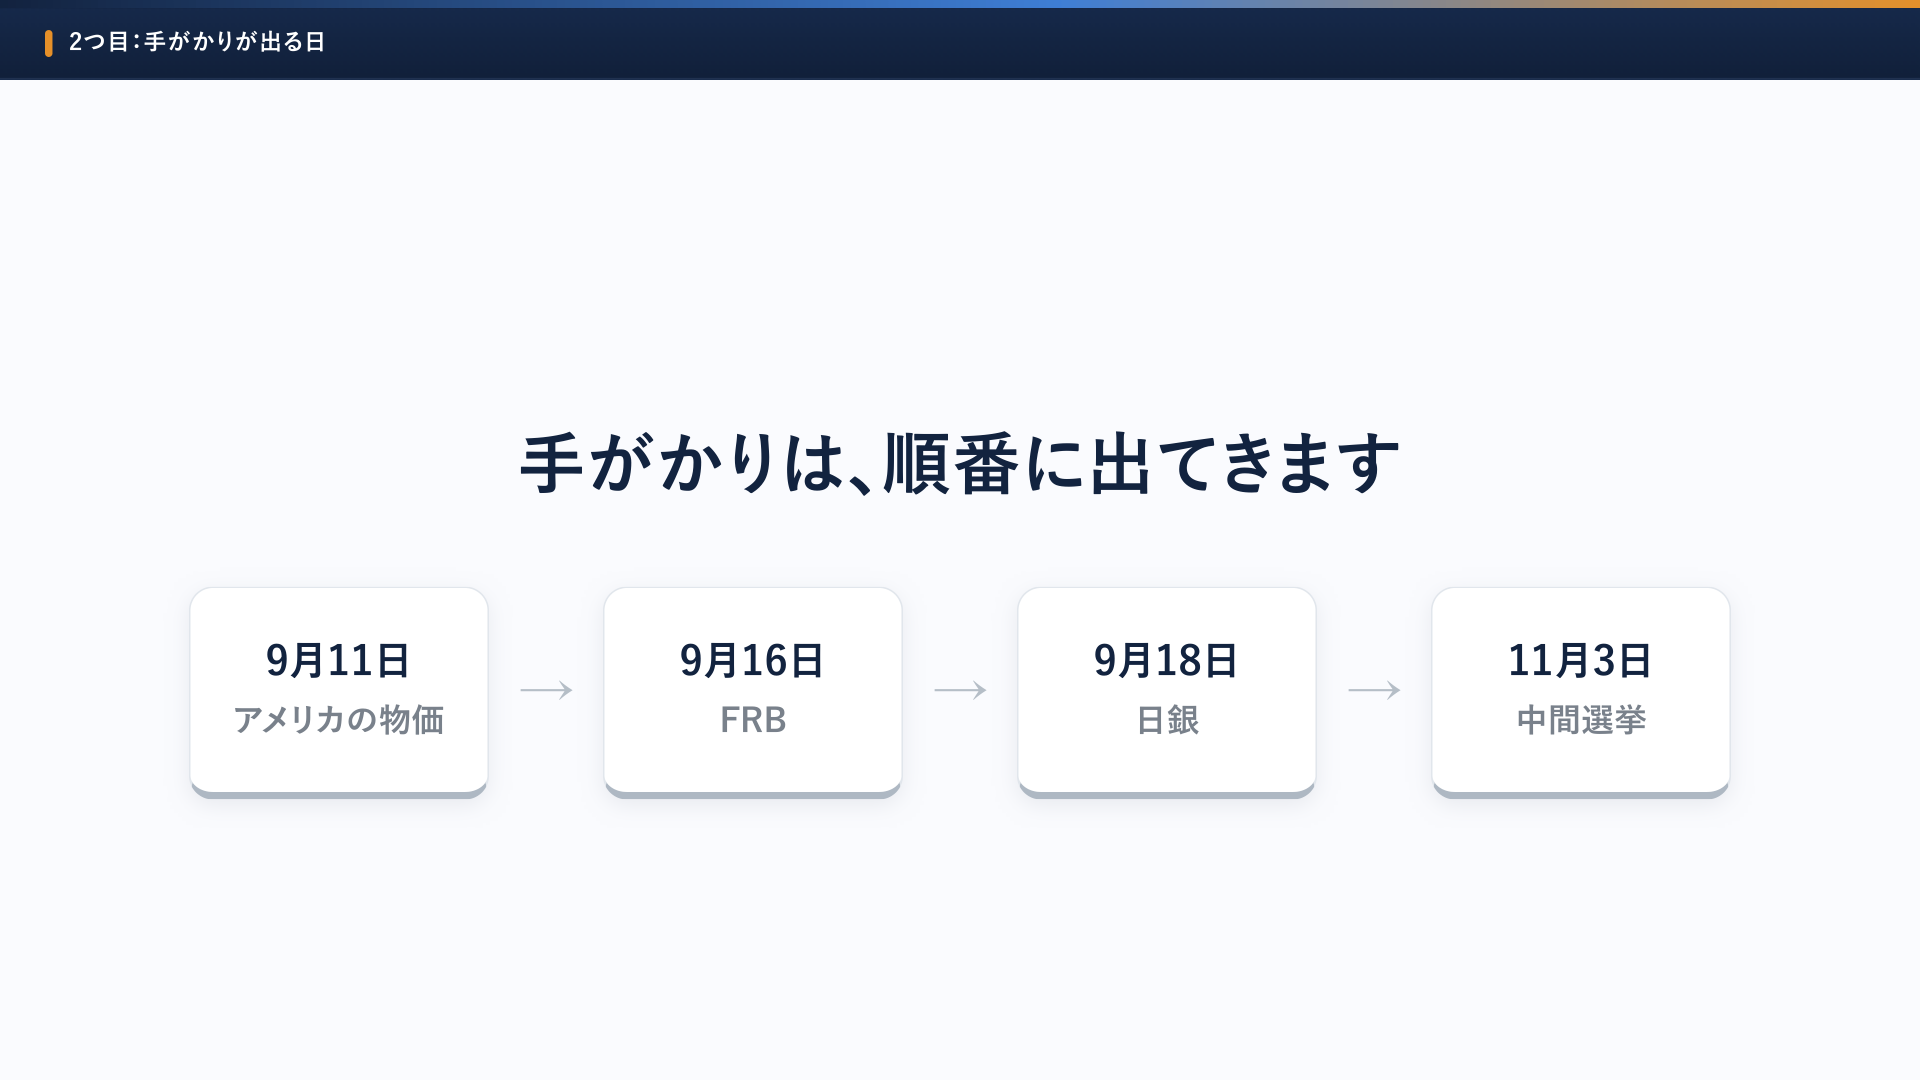 2つ目：手がかりが出る日
手がかりは、順番に出てきます
9月11日
アメリカの物価
→
9月16日
FRB
→
9月18日
日銀
→
11月3日
中間選挙